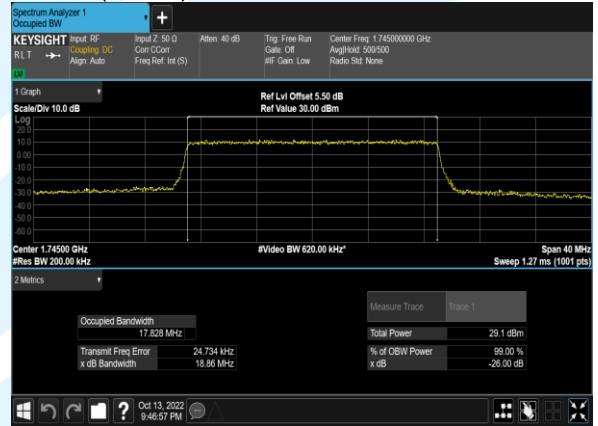 Spectrum Analyzer 1
Occupied BW
KEYSIGHT Input: RF Input Z: 50 Ω Atten: 40 dB Trig: Free Run Center Freq: 1.745000000 GHz
RLT Coupling: DC Corr CCorr Gate: Off Avg|Hold: 500/500
Align: Auto Freq Ref: Int (S) #IF Gain: Low Radio Std: None
1 Graph
Ref Lvl Offset 5.50 dB
Scale/Div 10.0 dB Ref Value 30.00 dBm
Log
20.0
10.0
0.00
-10.0
-20.0
-30.0
-40.0
-50.0
-60.0
Center 1.74500 GHz #Video BW 620.00 kHz* Span 40 MHz
#Res BW 200.00 kHz Sweep 1.27 ms (1001 pts)
2 Metrics
Measure Trace Trace 1
Occupied Bandwidth
17.828 MHz Total Power 29.1 dBm
Transmit Freq Error 24.734 kHz % of OBW Power 99.00 %
x dB Bandwidth 18.86 MHz x dB -26.00 dB
Oct 13, 2022
9:46:57 PM